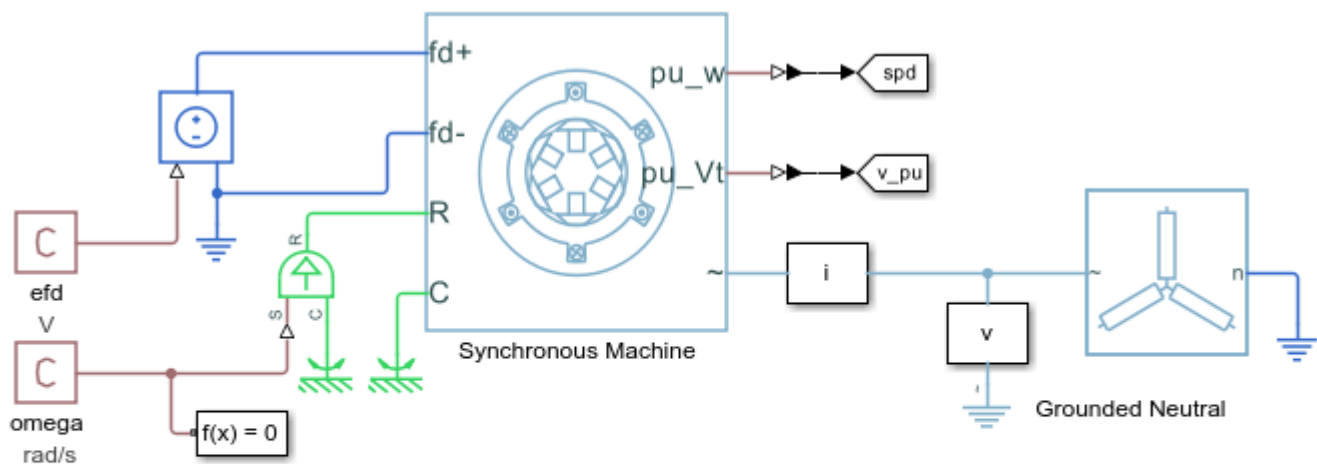 fd+
pu_w
spd
fd-
pu_Vt
v_pu
C
efd
V
R
R
S
C
C
~
i
~
n
v
~
C
omega
rad/s
f(x) = 0
Synchronous Machine
Grounded Neutral